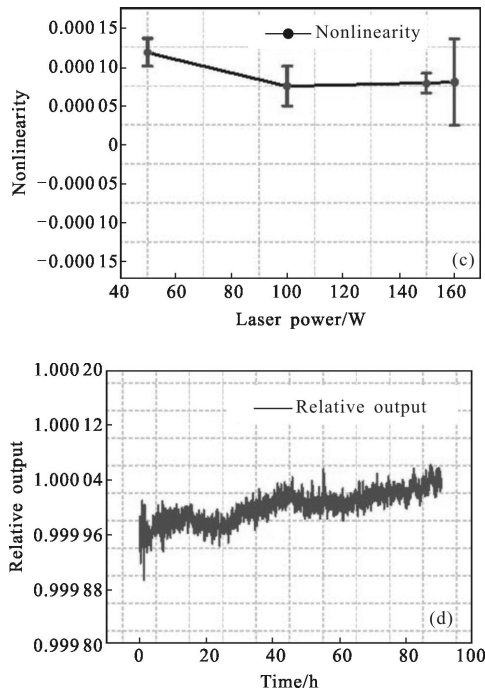 0.000 15
Nonlinearity
0.000 10
0.000 05
0
−0.000 05
−0.000 10
−0.000 15
Nonlinearity
(c)
40 60 80 100 120 140 160
Laser power/W
1.000 20
Relative output
1.000 12
1.000 04
0.999 96
0.999 88
0.999 80
Relative output
(d)
0 20 40 60 80 100
Time/h